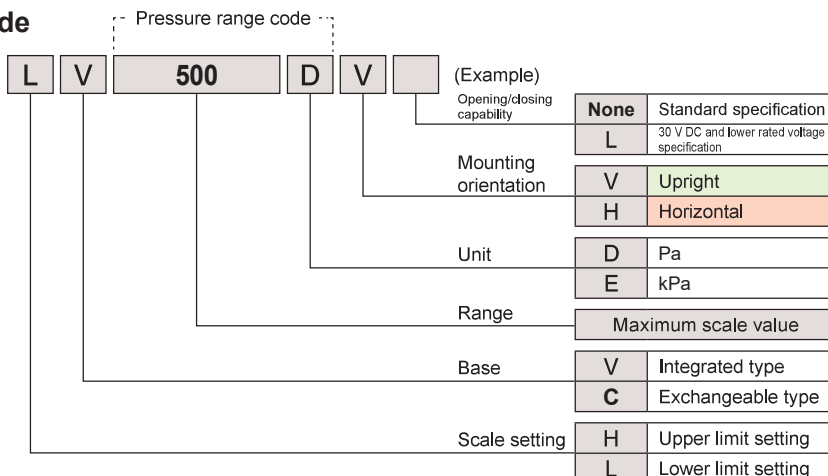 de
Pressure range code
L V 500 D V (Example)
Opening/closing
capability
None Standard specification
L 30 V DC and lower rated voltage
specification
Mounting
orientation
V Upright
H Horizontal
Unit
D Pa
E kPa
Range
Maximum scale value
Base
V Integrated type
C Exchangeable type
Scale setting
H Upper limit setting
L Lower limit setting